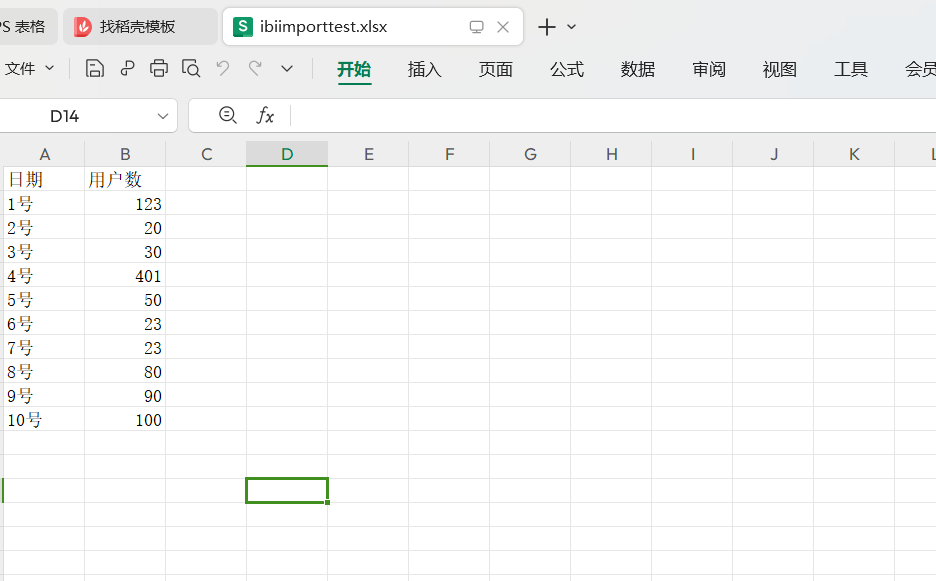 PS 表格 找稻壳模板 S ibiimporttest.xlsx
文件 开始 插入 页面 公式 数据 审阅 视图 工具 会员
D14 fx
A B C D E F G H I J K L
日期 用户数
1号 123
2号 20
3号 30
4号 401
5号 50
6号 23
7号 23
8号 80
9号 90
10号 100